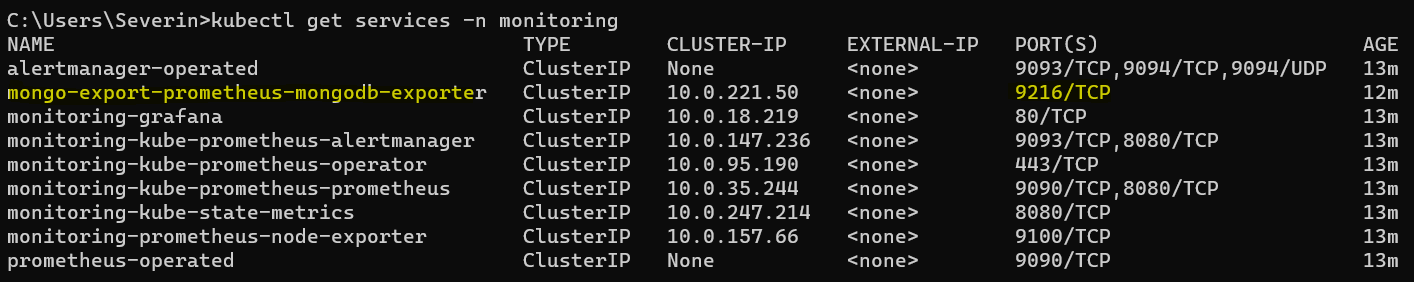 C:\Users\Severin>kubectl get services -n monitoring
NAME TYPE CLUSTER-IP EXTERNAL-IP PORT(S) AGE
alertmanager-operated ClusterIP None <none> 9093/TCP,9094/TCP,9094/UDP 13m
mongo-export-prometheus-mongodb-exporter ClusterIP 10.0.221.50 <none> 9216/TCP 12m
monitoring-grafana ClusterIP 10.0.18.219 <none> 80/TCP 13m
monitoring-kube-prometheus-alertmanager ClusterIP 10.0.147.236 <none> 9093/TCP,8080/TCP 13m
monitoring-kube-prometheus-operator ClusterIP 10.0.95.190 <none> 443/TCP 13m
monitoring-kube-prometheus-prometheus ClusterIP 10.0.35.244 <none> 9090/TCP,8080/TCP 13m
monitoring-kube-state-metrics ClusterIP 10.0.247.214 <none> 8080/TCP 13m
monitoring-prometheus-node-exporter ClusterIP 10.0.157.66 <none> 9100/TCP 13m
prometheus-operated ClusterIP None <none> 9090/TCP 13m